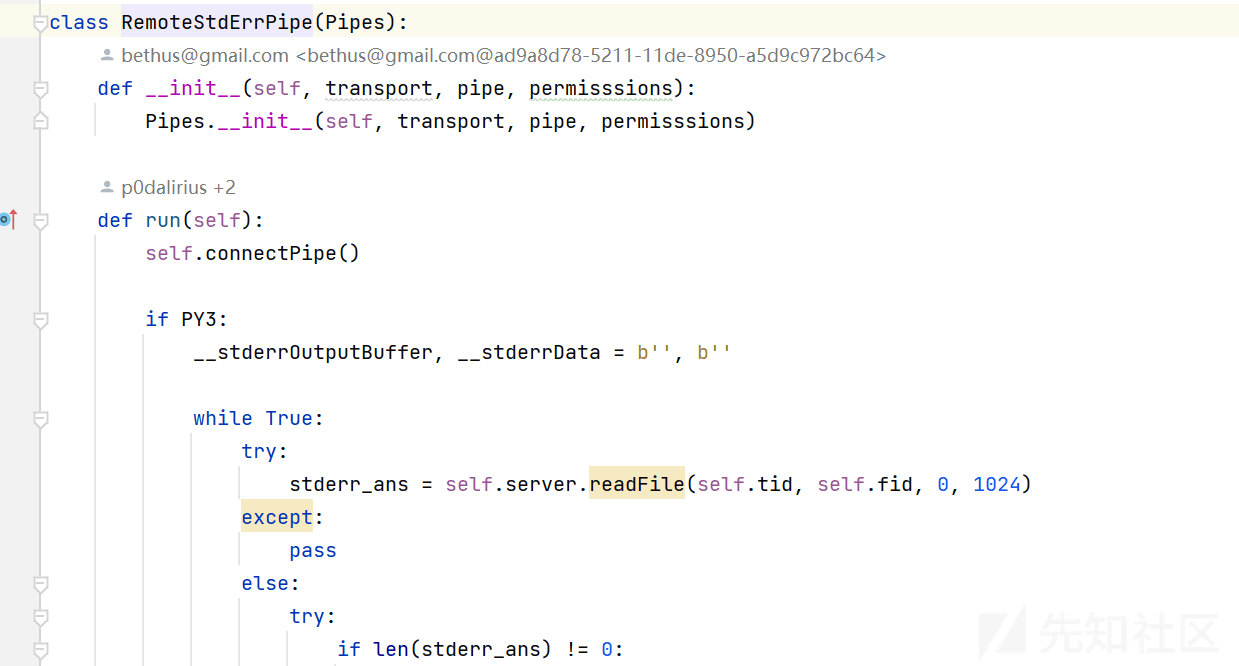 class RemoteStdErrPipe(Pipes):
bethus@gmail.com <bethus@gmail.com@ad9a8d78-5211-11de-8950-a5d9c972bc64>
def __init__(self, transport, pipe, permisssions):
Pipes.__init__(self, transport, pipe, permisssions)
p0dalirius +2
def run(self):
self.connectPipe()
if PY3:
__stderrOutputBuffer, __stderrData = b'', b''
while True:
try:
stderr_ans = self.server.readFile(self.tid, self.fid, 0, 1024)
except:
pass
else:
try:
if len(stderr_ans) != 0:
先知社区